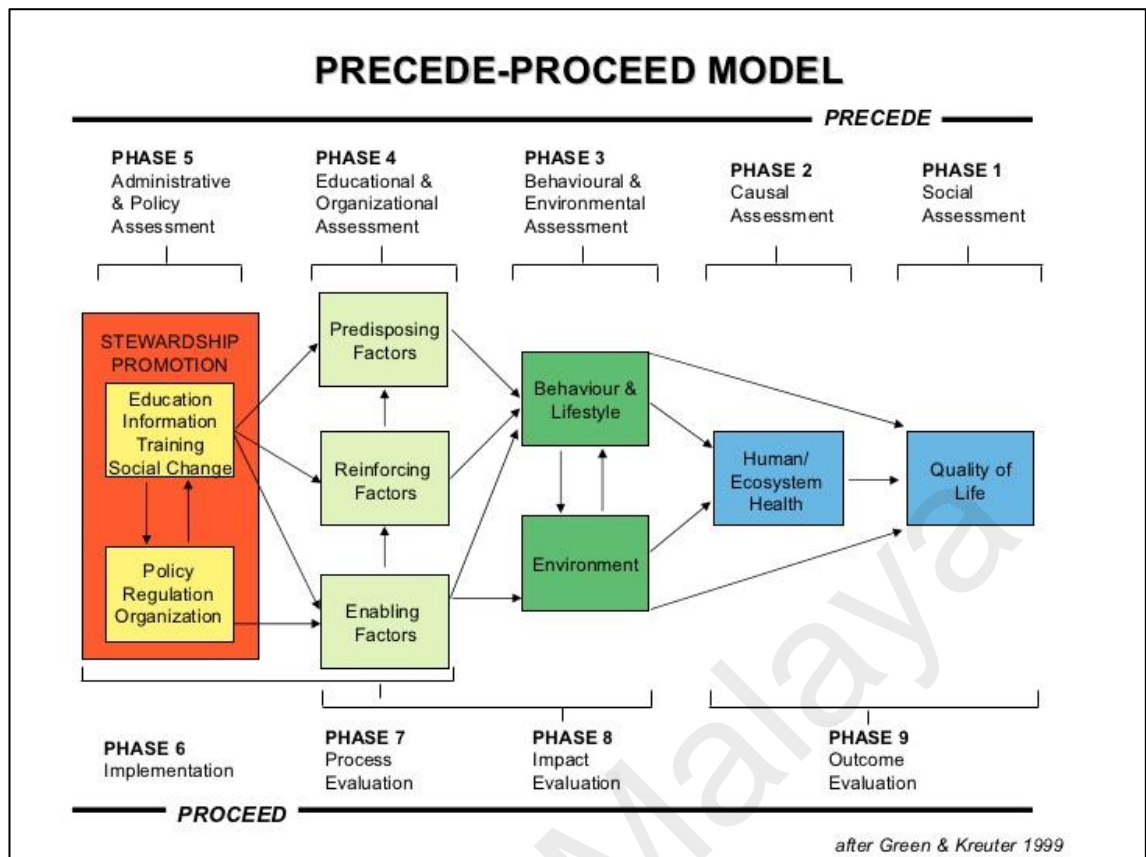 PRECEDE-PROCEED MODEL
PRECEDE
PHASE 5
Administrative
& Policy
Assessment
PHASE 4
Educational &
Organizational
Assessment
PHASE 3
Behavioural &
Environmental
Assessment
PHASE 2
Causal
Assessment
PHASE 1
Social
Assessment
STEWARDSHIP
PROMOTION
Education
Information
Training
Social Change
Policy
Regulation
Organization
Predisposing
Factors
Reinforcing
Factors
Enabling
Factors
Behaviour &
Lifestyle
Environment
Human/
Ecosystem
Health
Quality of
Life
PHASE 6
Implementation
PHASE 7
Process
Evaluation
PHASE 8
Impact
Evaluation
PHASE 9
Outcome
Evaluation
PROCEED
after Green & Kreuter 1999
Malaya